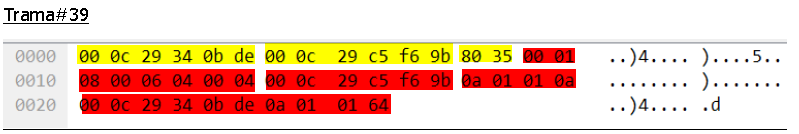 Trama#39
0000 00 0c 29 34 0b de 00 0c 29 c5 f6 9b 80 35 00 01 ..)4.... )....5..
0010 08 00 06 04 00 04 00 0c 29 c5 f6 9b 0a 01 01 0a ........ ).......
0020 00 0c 29 34 0b de 0a 01 01 64 ..)4.... .d